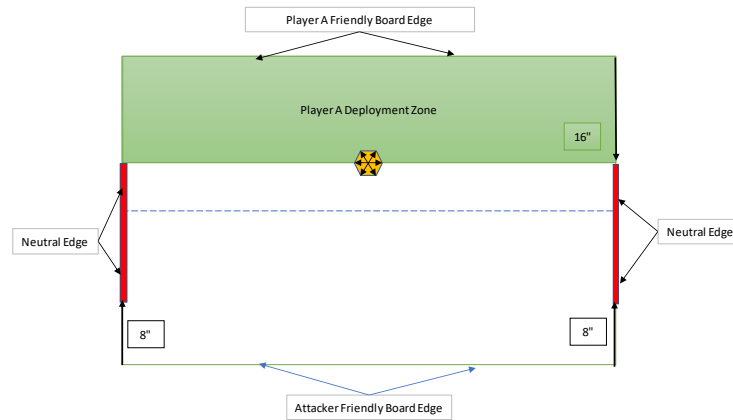 Player A Friendly Board Edge
Player A Deployment Zone
16"
Neutral Edge
Neutral Edge
8"
8"
Attacker Friendly Board Edge